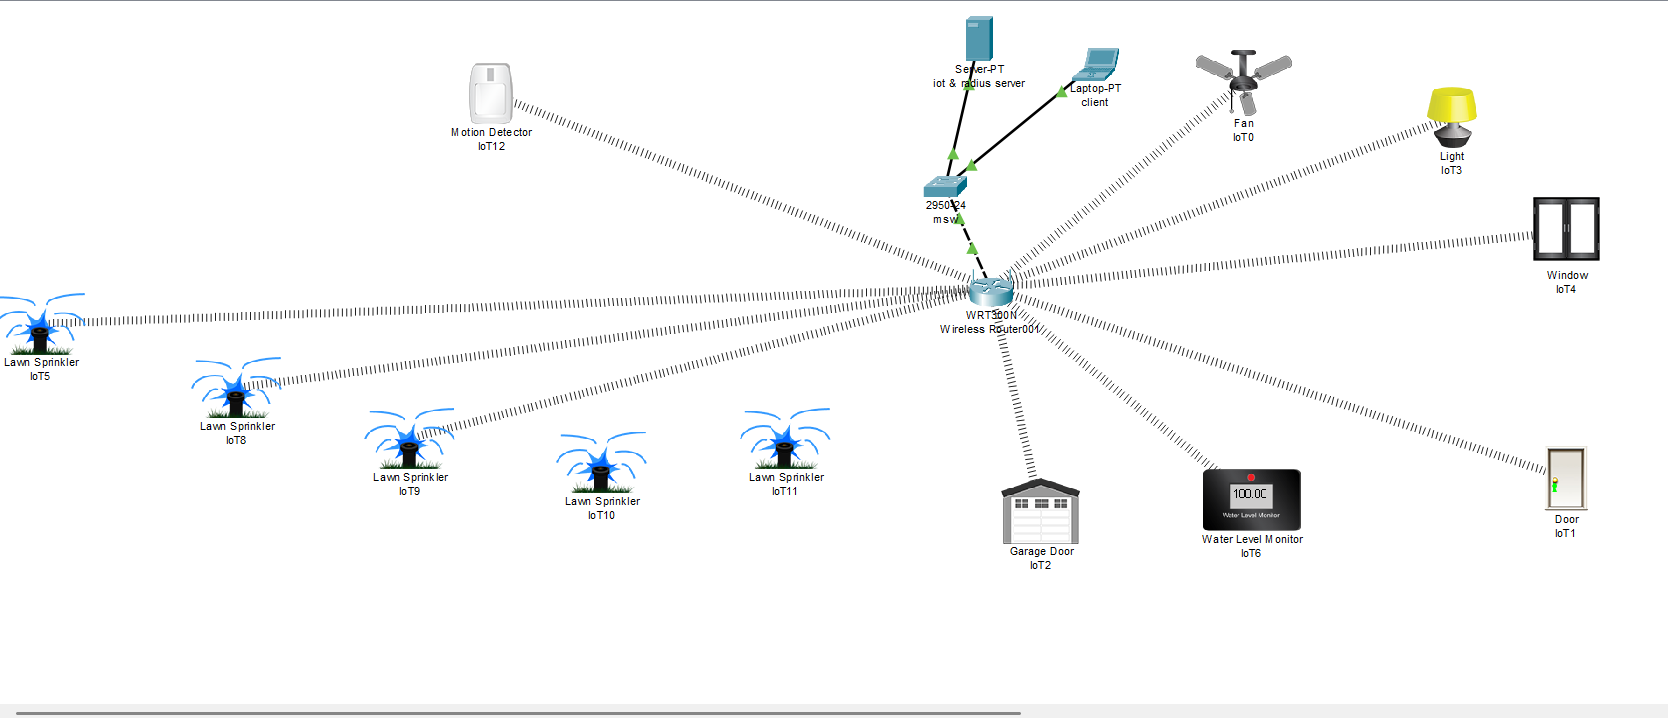 Server-PT
iot & radius server
Laptop-PT
client
Fan
IoT0
Motion Detector
IoT12
Light
IoT3
2950-24
msw
Window
IoT4
WRT300N
Wireless Router001
Lawn Sprinkler
IoT5
Lawn Sprinkler
IoT8
Lawn Sprinkler
IoT9
Lawn Sprinkler
IoT10
Lawn Sprinkler
IoT11
Garage Door
IoT2
100.0C
Water Level Monitor
Water Level Monitor
IoT6
Door
IoT1